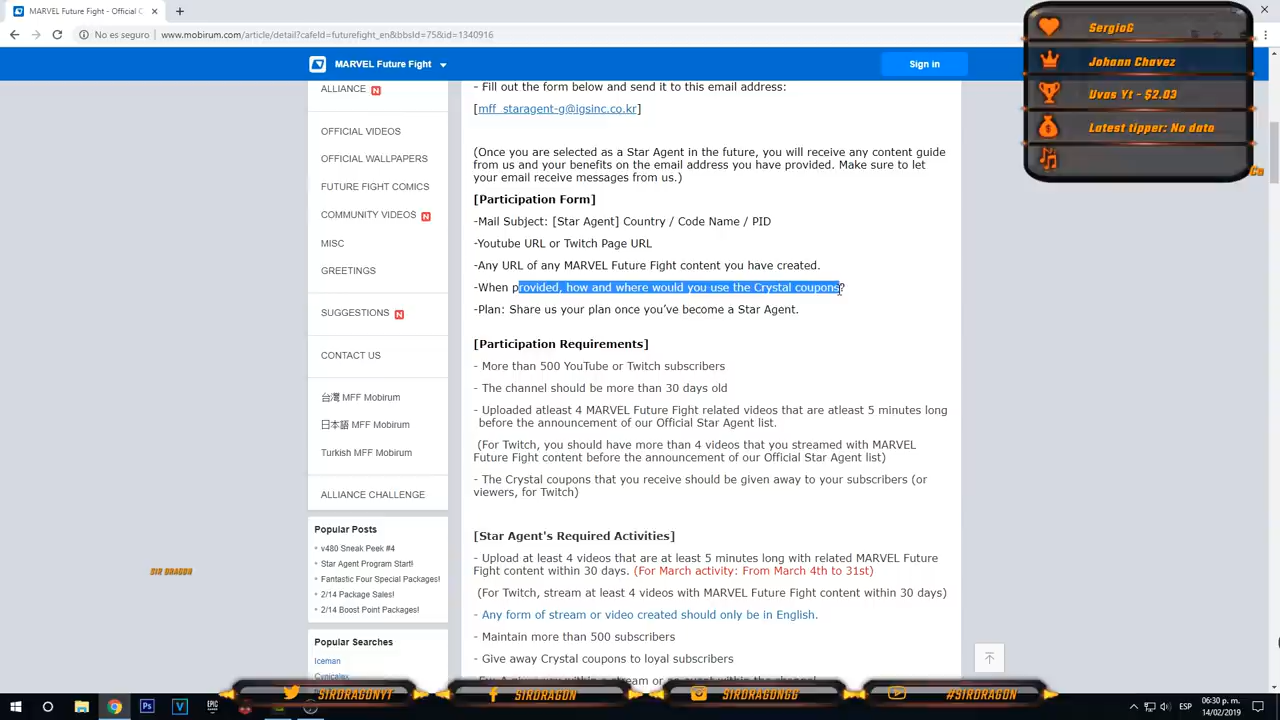 MARVEL Future Fight - Official C
No es seguro
www.mobirum.com/article/detail?cafeId=futurefight_en&bbsId=75&id=1340916
MARVEL Future Fight
Sign in
SergioG
Johann Chavez
Uvas Yt - $2.03
Latest tipper: No data
Co
ALLIANCE N
OFFICIAL VIDEOS
OFFICIAL WALLPAPERS
FUTURE FIGHT COMICS
COMMUNITY VIDEOS N
MISC
GREETINGS
SUGGESTIONS N
CONTACT US
台灣 MFF Mobirum
日本語 MFF Mobirum
Turkish MFF Mobirum
ALLIANCE CHALLENGE
Popular Posts
v480 Sneak Peek #4
Star Agent Program Start!
Fantastic Four Special Packages!
2/14 Package Sales!
2/14 Boost Point Packages!
Popular Searches
Iceman
Cynicalex
- Fill out the form below and send it to this email address:
[mff_staragent-g@igsinc.co.kr]
(Once you are selected as a Star Agent in the future, you will receive any content guide
from us and your benefits on the email address you have provided. Make sure to let
your email receive messages from us.)
[Participation Form]
-Mail Subject: [Star Agent] Country / Code Name / PID
-Youtube URL or Twitch Page URL
-Any URL of any MARVEL Future Fight content you have created.
-When provided, how and where would you use the Crystal coupons?
-Plan: Share us your plan once you’ve become a Star Agent.
[Participation Requirements]
- More than 500 YouTube or Twitch subscribers
- The channel should be more than 30 days old
- Uploaded atleast 4 MARVEL Future Fight related videos that are atleast 5 minutes long
before the announcement of our Official Star Agent list.
(For Twitch, you should have more than 4 videos that you streamed with MARVEL
Future Fight content before the announcement of our Official Star Agent list)
- The Crystal coupons that you receive should be given away to your subscribers (or
viewers, for Twitch)
[Star Agent's Required Activities]
- Upload at least 4 videos that are at least 5 minutes long with related MARVEL Future
Fight content within 30 days. (For March activity: From March 4th to 31st)
(For Twitch, stream at least 4 videos with MARVEL Future Fight content within 30 days)
- Any form of stream or video created should only be in English.
- Maintain more than 500 subscribers
- Give away Crystal coupons to loyal subscribers
SIR DRAGON
SIRDRAGONYT
SIRDRAGON
SIRDRAGONGG
#SIRDRAGON
Ps
V
EPIC
ESP
06:30 p. m.
14/02/2019